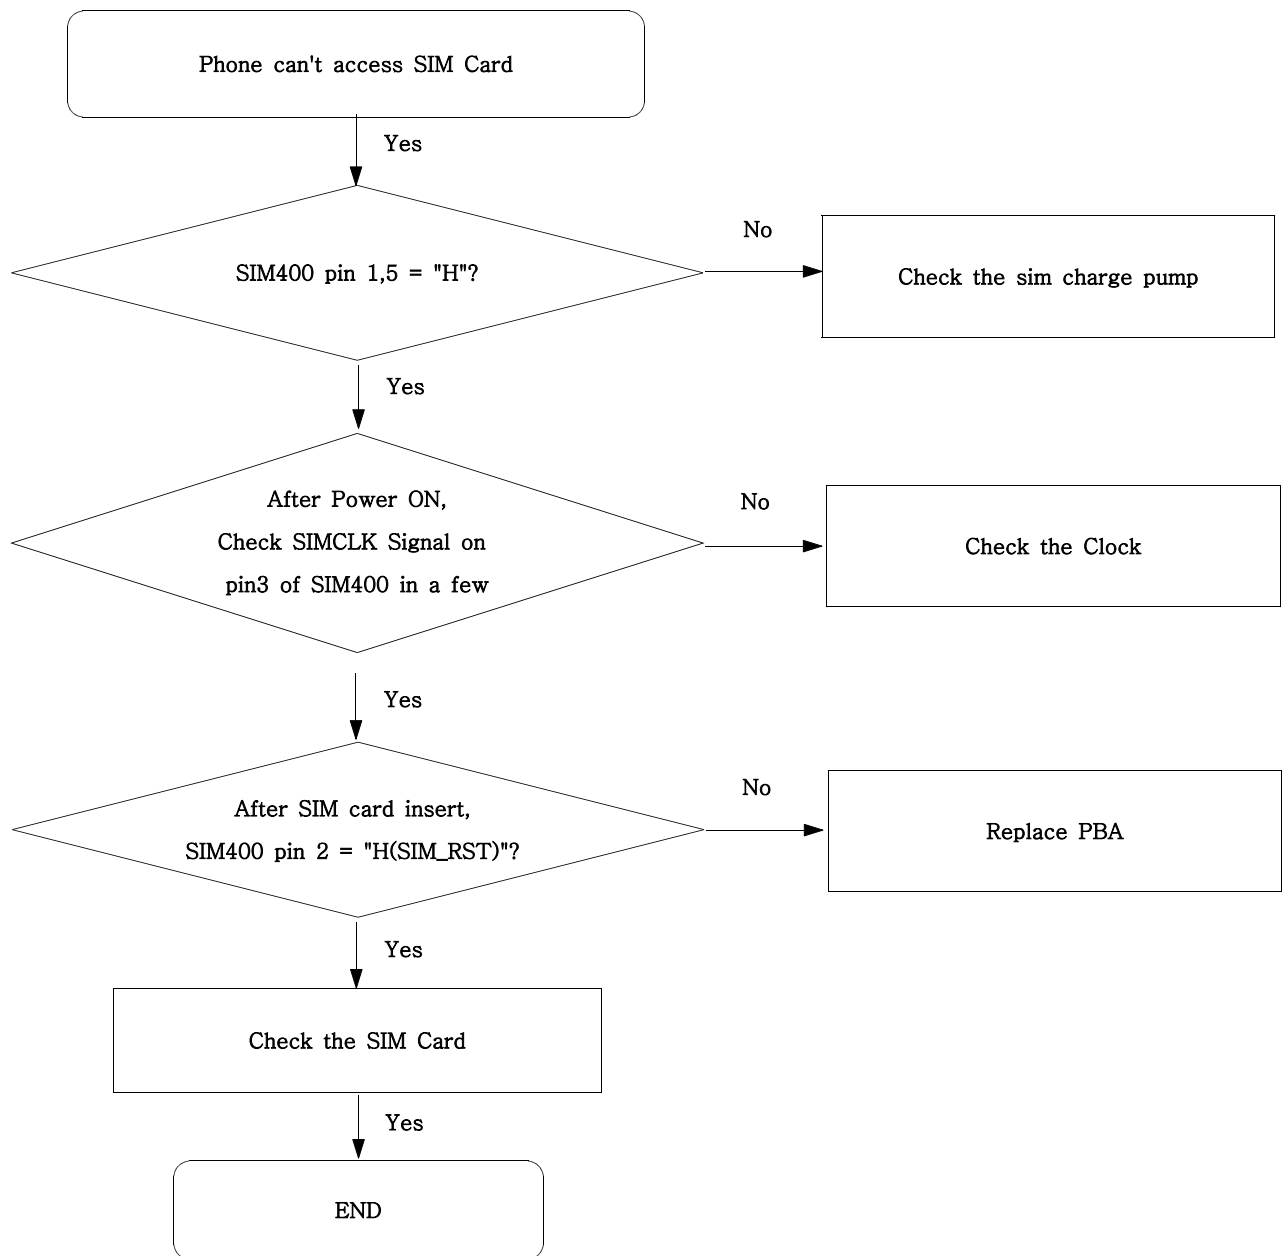 Phone can't access SIM Card
Yes
SIM400 pin 1,5 = "H"?
No
Check the sim charge pump
Yes
After Power ON,
Check SIMCLK Signal on
pin3 of SIM400 in a few
No
Check the Clock
Yes
After SIM card insert,
SIM400 pin 2 = "H(SIM_RST)"?
No
Replace PBA
Yes
Check the SIM Card
Yes
END